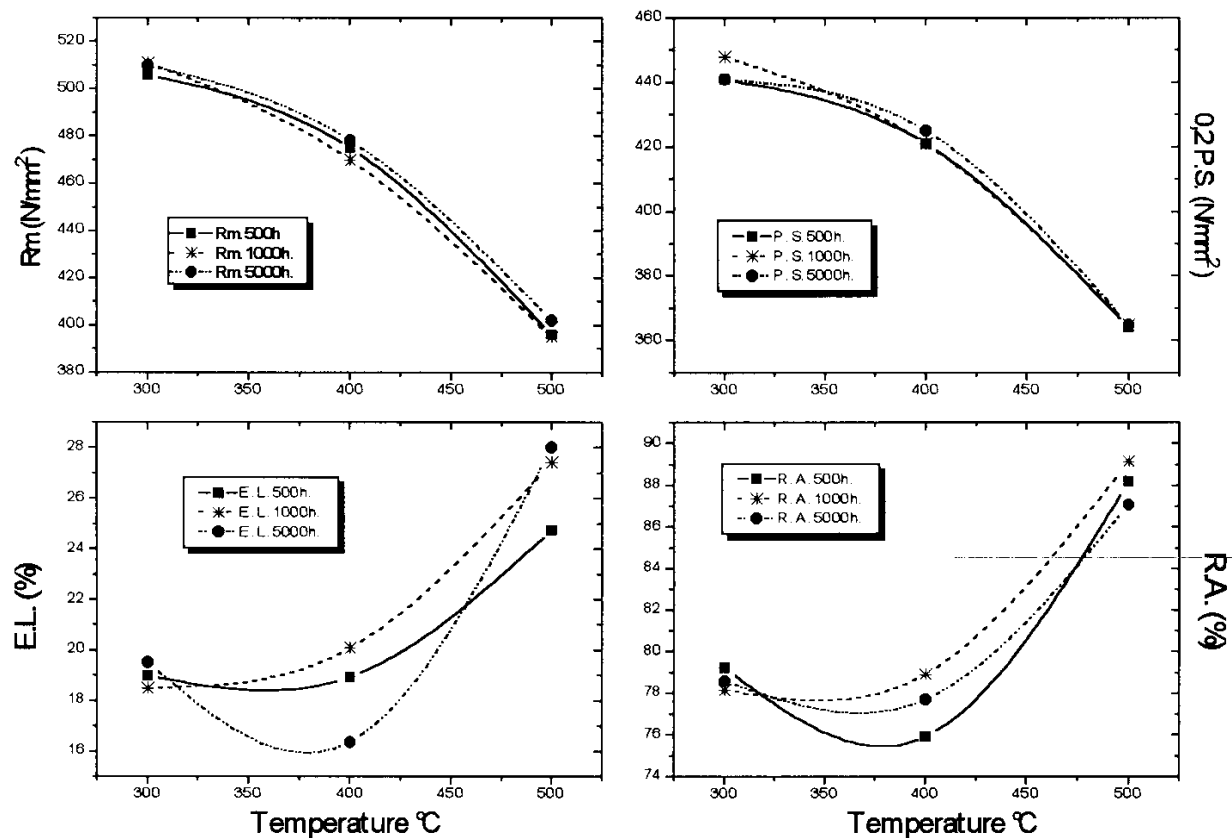 Rm (N/mm²)
520
500
480
460
440
420
400
380
Rm. 500h
Rm. 1000h.
Rm. 5000h.
300
350
400
450
500
460
440
420
400
380
360
P. S. 500h.
P. S. 1000h.
P. S. 5000h.
300
350
400
450
500
0,2 P.S. (N/mm²)
E.L. (%)
28
26
24
22
20
18
16
E. L. 500h.
E. L. 1000h.
E. L. 5000h.
300
350
400
450
500
Temperature °C
90
88
86
84
82
80
78
76
74
R. A. 500h.
R. A. 1000h.
R. A. 5000h.
300
350
400
450
500
Temperature °C
R.A. (%)